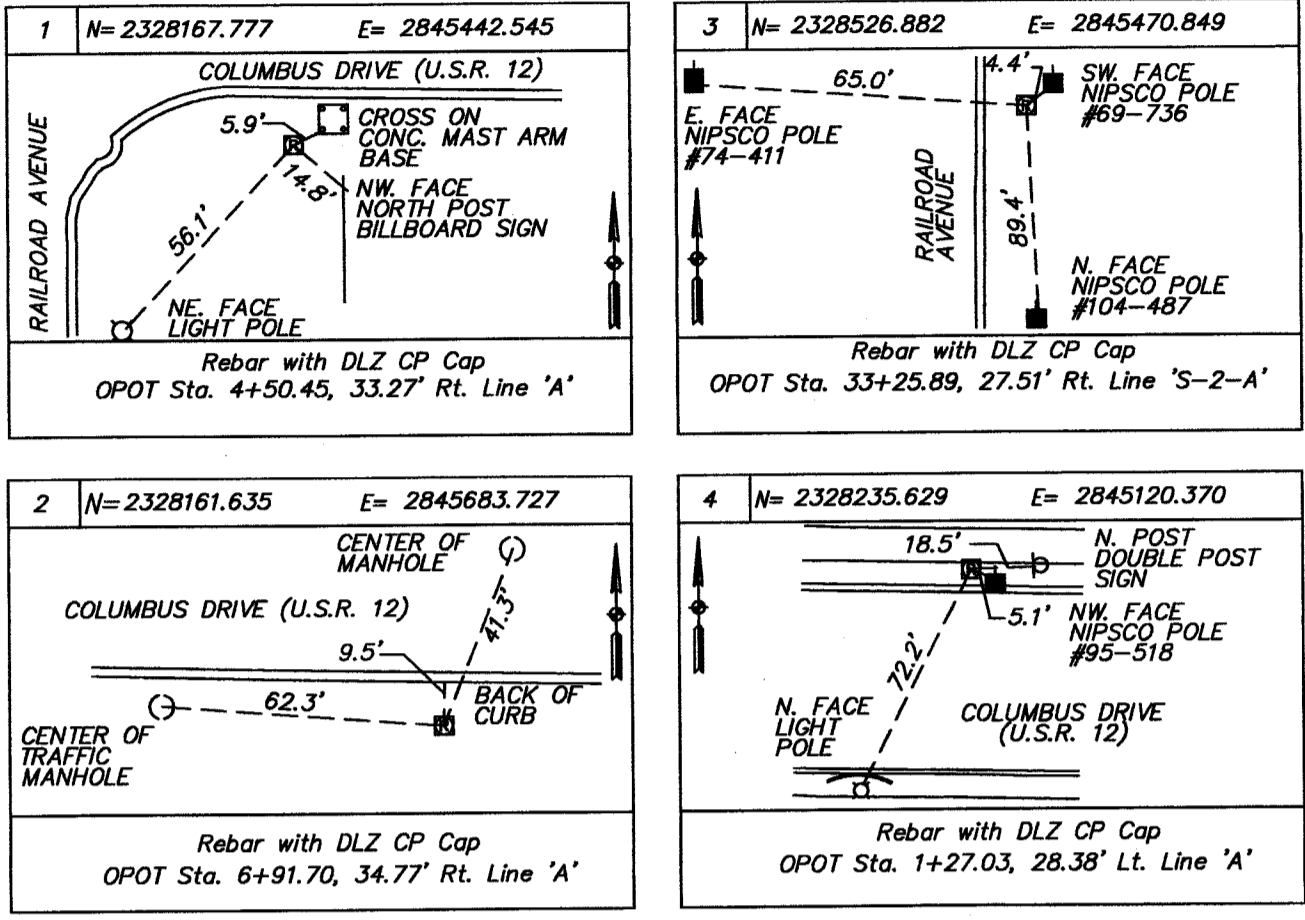 1 N= 2328167.777 E= 2845442.545
COLUMBUS DRIVE (U.S.R. 12)
RAILROAD AVENUE
5.9'
CROSS ON
CONC. MAST ARM
BASE
14.8'
NW. FACE
NORTH POST
BILLBOARD SIGN
56.1'
R
NE. FACE
LIGHT POLE
Rebar with DLZ CP Cap
OPOT Sta. 4+50.45, 33.27' Rt. Line 'A'
3 N= 2328526.882 E= 2845470.849
65.0'
4.4'
SW. FACE
NIPSCO POLE
#69-736
E. FACE
NIPSCO POLE
#74-411
R
RAILROAD
AVENUE
89.4'
N. FACE
NIPSCO POLE
#104-487
Rebar with DLZ CP Cap
OPOT Sta. 33+25.89, 27.51' Rt. Line 'S-2-A'
2 N= 2328161.635 E= 2845683.727
CENTER OF
MANHOLE
COLUMBUS DRIVE (U.S.R. 12)
41.3'
9.5'
62.3'
BACK OF
CURB
R
CENTER OF
TRAFFIC
MANHOLE
Rebar with DLZ CP Cap
OPOT Sta. 6+91.70, 34.77' Rt. Line 'A'
4 N= 2328235.629 E= 2845120.370
18.5'
N. POST
DOUBLE POST
SIGN
R
5.1'
NW. FACE
NIPSCO POLE
#95-518
72.2'
N. FACE
LIGHT
POLE
COLUMBUS DRIVE
(U.S.R. 12)
Rebar with DLZ CP Cap
OPOT Sta. 1+27.03, 28.38' Lt. Line 'A'